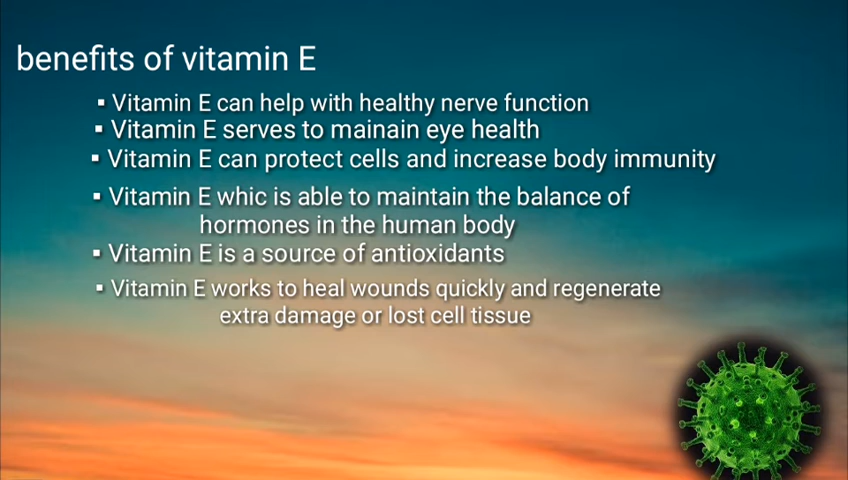 benefits of vitamin E
▪ Vitamin E can help with healthy nerve function
▪ Vitamin E serves to mainain eye health
▪ Vitamin E can protect cells and increase body immunity
▪ Vitamin E whic is able to maintain the balance of
hormones in the human body
▪ Vitamin E is a source of antioxidants
▪ Vitamin E works to heal wounds quickly and regenerate
extra damage or lost cell tissue